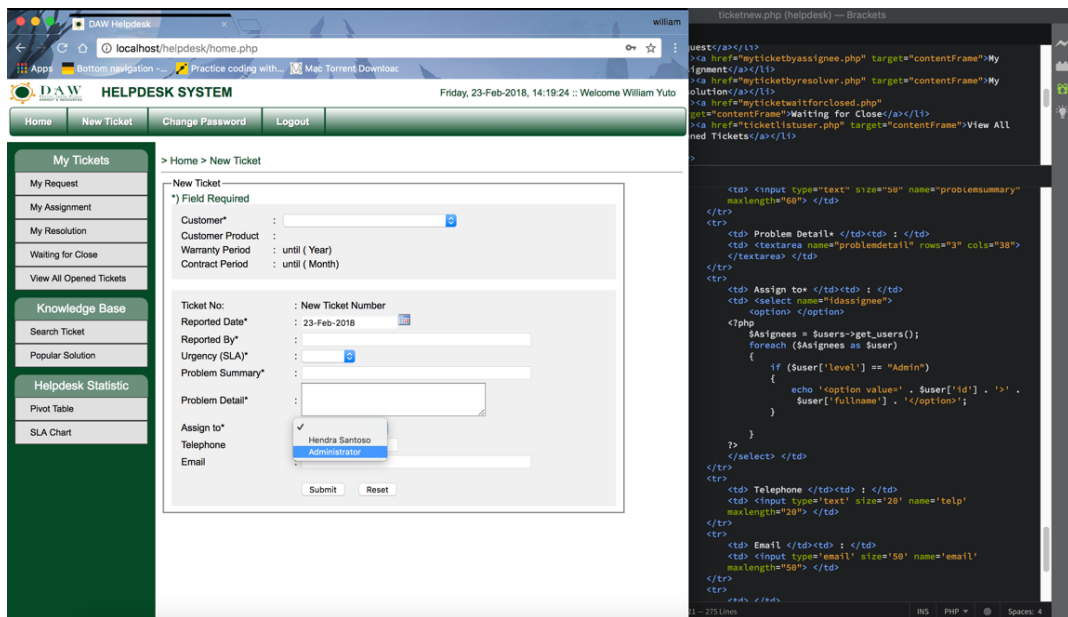 DAW Helpdesk
william
localhost/helpdesk/home.php
Apps
Bottom navigation - ...
Practice coding with...
Mac Torrent Downloac
DAW
HELPDESK SYSTEM
Friday, 23-Feb-2018, 14:19:24 :: Welcome William Yuto
Home
New Ticket
Change Password
Logout
My Tickets
My Request
My Assignment
My Resolution
Waiting for Close
View All Opened Tickets
Knowledge Base
Search Ticket
Popular Solution
Helpdesk Statistic
Pivot Table
SLA Chart
> Home > New Ticket
New Ticket
*) Field Required
Customer* :
Customer Product :
Warranty Period : until ( Year)
Contract Period : until ( Month)
Ticket No: : New Ticket Number
Reported Date* : 23-Feb-2018
Reported By* :
Urgency (SLA)* :
Problem Summary* :
Problem Detail* :
Assign to*
✓
Hendra Santoso
Administrator
Telephone
Email :
Submit
Reset
ticketnew.php (helpdesk) — Brackets
uest</a></li>
><a href="myticketbyassignee.php" target="contentFrame">My
ignment</a></li>
><a href="myticketbyresolver.php" target="contentFrame">My
olution</a></li>
><a href="myticketwaitforclosed.php"
get="contentFrame">Waiting for Close</a></li>
><a href="ticketlistuser.php" target="contentFrame">View All
ned Tickets</a></li>
>
<td> <input type="text" size="50" name="problemsummary"
maxlength="60"> </td>
</tr>
<tr>
<td> Problem Detail* </td><td> : </td>
<td> <textarea name="problemdetail" rows="3" cols="38">
</textarea> </td>
</tr>
<tr>
<td> Assign to* </td><td> : </td>
<td> <select name="idassignee">
<option> </option>
<?php
$Asignees = $users->get_users();
foreach ($Asignees as $user)
{
if ($user['level'] == "Admin")
{
echo '<option value=' . $user['id'] . '>' .
$user['fullname'] . '</option>';
}
}
?>
</select> </td>
</tr>
<tr>
<td> Telephone </td><td> : </td>
<td> <input type='text' size='20' name='telp'
maxlength="20"> </td>
</tr>
<tr>
<td> Email </td><td> : </td>
<td> <input type='email' size='50' name='email'
maxlength="50"> </td>
</tr>
<tr>
<td> </td>
21 — 275 Lines
INS
PHP
Spaces: 4